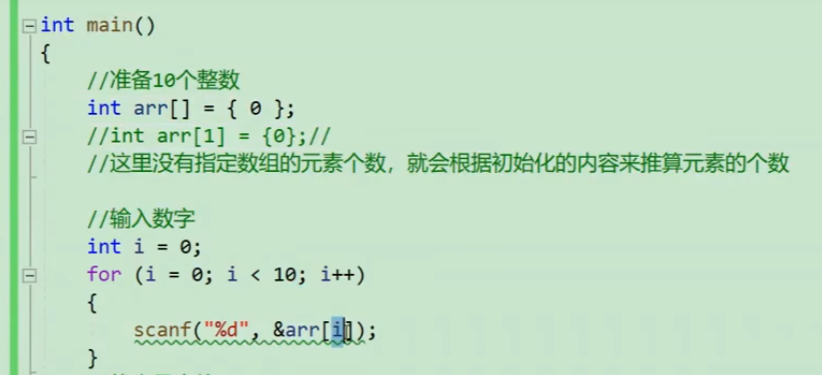 int main()
{
//准备10个整数
int arr[] = { 0 };
//int arr[1] = {0};//
//这里没有指定数组的元素个数，就会根据初始化的内容来推算元素的个数
//输入数字
int i = 0;
for (i = 0; i < 10; i++)
{
scanf("%d", &arr[i]);
}